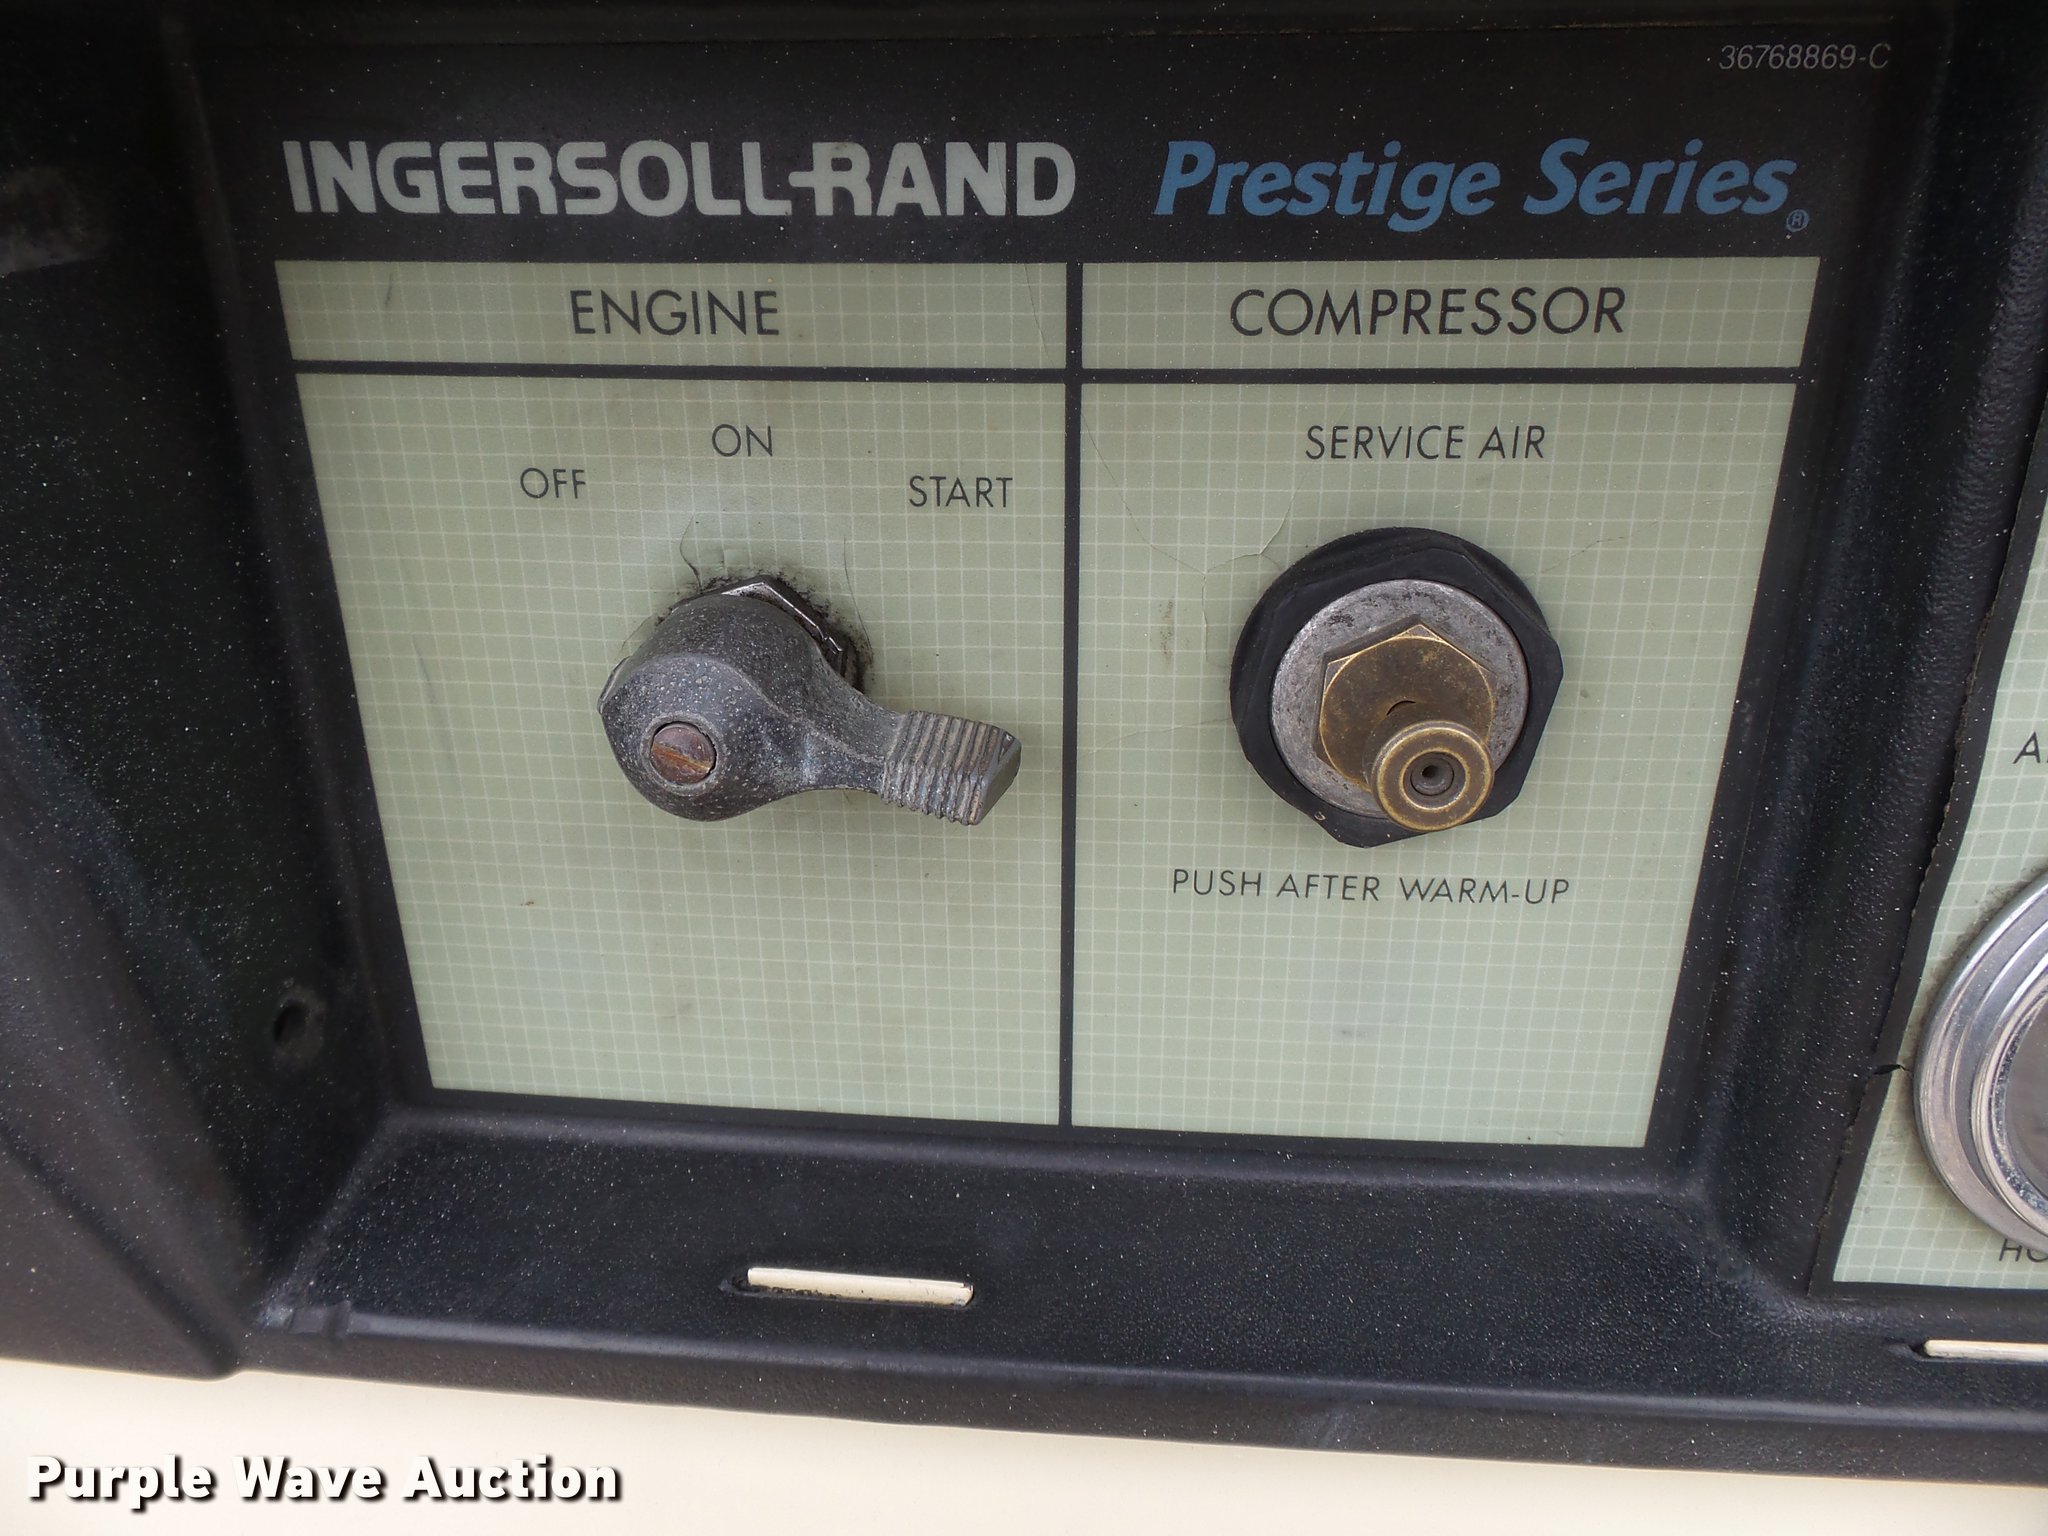 36768869-C
INGERSOLL-RAND Prestige Series®
ENGINE COMPRESSOR
OFF ON START
SERVICE AIR
PUSH AFTER WARM-UP
Purple Wave Auction